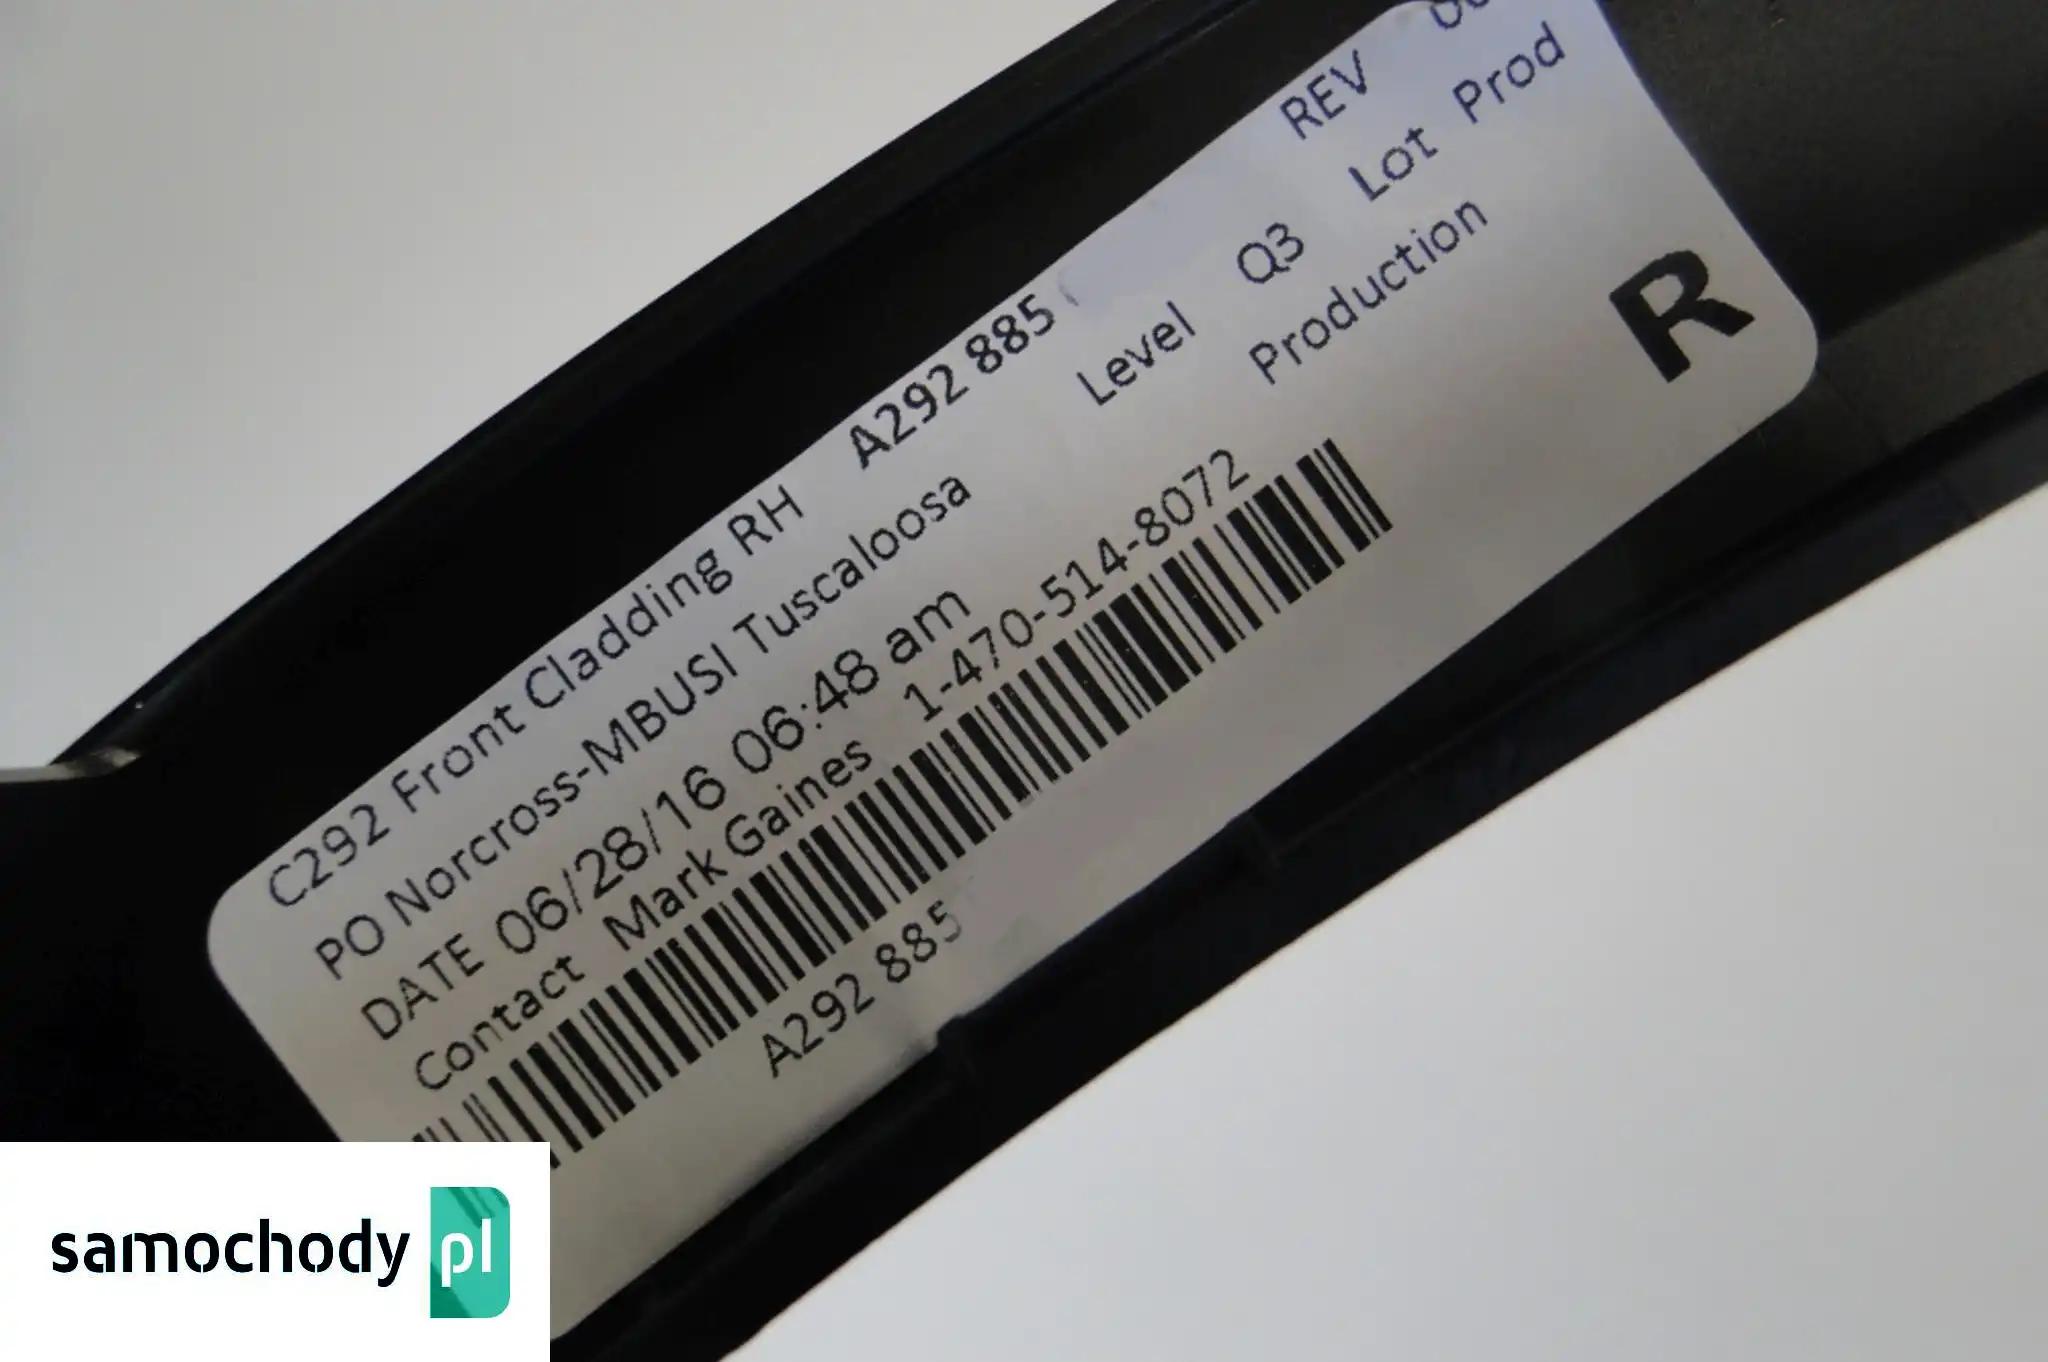 C292 Front Cladding RH A292 885 REV
PO Norcross-MBUSI Tuscaloosa Level Q3 Lot Prod
DATE 06/28/16 06:48 am Production
Contact Mark Gaines 1-470-514-8072
R
A292 885
samochody pl